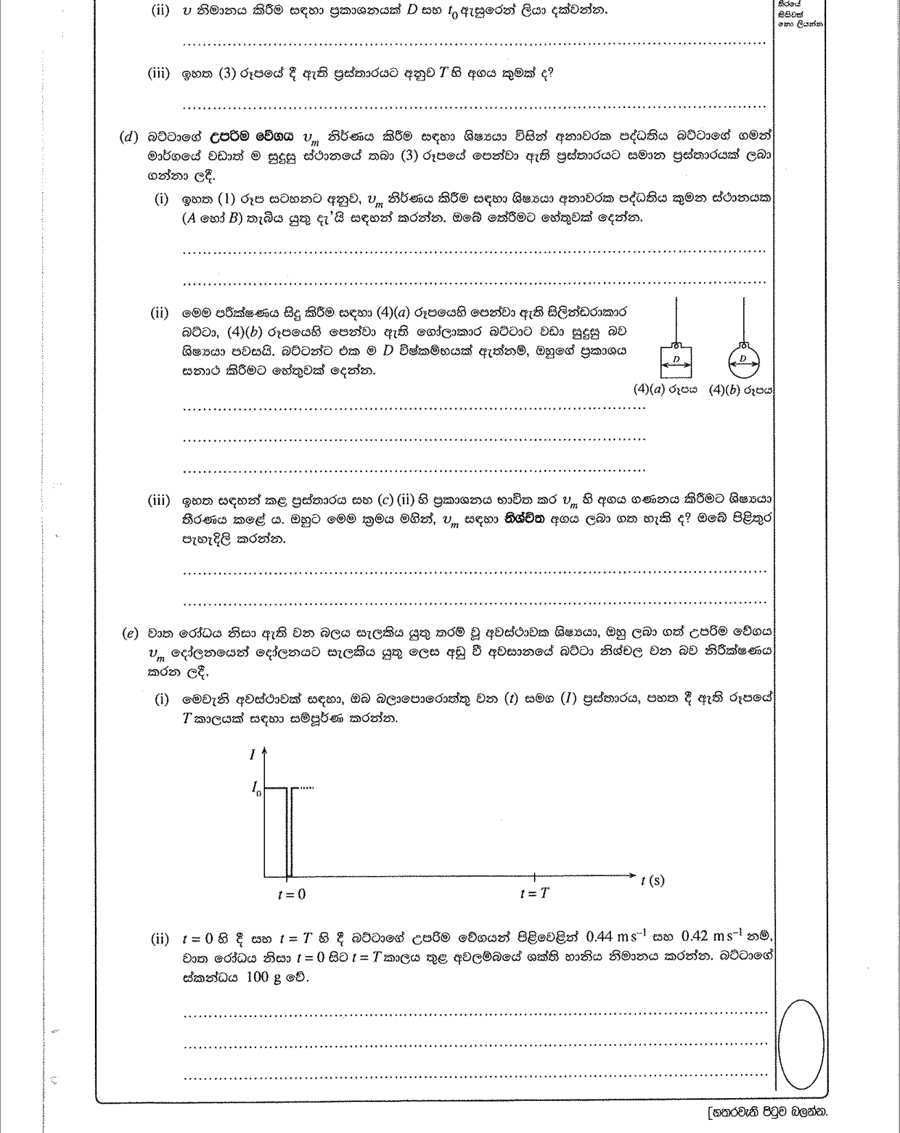 (ii) υ නිමානය කිරීම සඳහා ප්‍රකාශනයක් D සහ t₀ ඇසුරෙන් ලියා දක්වන්න.
තීරයේ
කිසිවක්
නො ලියන්න
(iii) ඉහත (3) රූපයේ දී ඇති ප්‍රස්තාරයට අනුව T හි අගය කුමක් ද?
(d) බට්ටාගේ උපරිම වේගය υₘ නිර්ණය කිරීම සඳහා ශිෂ්‍යයා විසින් අනාවරක පද්ධතිය බට්ටාගේ ගමන්
මාර්ගයේ වඩාත් ම සුදුසු ස්ථානයේ තබා (3) රූපයේ පෙන්වා ඇති ප්‍රස්තාරයට සමාන ප්‍රස්තාරයක් ලබා
ගන්නා ලදී.
(i) ඉහත (1) රූප සටහනට අනුව, υₘ නිර්ණය කිරීම සඳහා ශිෂ්‍යයා අනාවරක පද්ධතිය කුමන ස්ථානයක
(A හෝ B) තැබිය යුතු දැ'යි සඳහන් කරන්න. ඔබේ තේරීමට හේතුවක් දෙන්න.
(ii) මෙම පරීක්ෂණය සිදු කිරීම සඳහා (4)(a) රූපයෙහි පෙන්වා ඇති සිලින්ඩරාකාර
බට්ටා, (4)(b) රූපයෙහි පෙන්වා ඇති ගෝලාකාර බට්ටාට වඩා සුදුසු බව
ශිෂ්‍යයා පවසයි. බට්ටන්ට එක ම D විෂ්කම්භයක් ඇත්නම්, ඔහුගේ ප්‍රකාශය
සනාථ කිරීමට හේතුවක් දෙන්න.
D D
(4)(a) රූපය (4)(b) රූපය
(iii) ඉහත සඳහන් කළ ප්‍රස්තාරය සහ (c) (ii) හි ප්‍රකාශනය භාවිත කර υₘ හි අගය ගණනය කිරීමට ශිෂ්‍යයා
තීරණය කළේ ය. ඔහුට මෙම ක්‍රමය මගින්, υₘ සඳහා නිශ්චිත අගය ලබා ගත හැකි ද? ඔබේ පිළිතුර
පැහැදිලි කරන්න.
(e) වාත රෝධය නිසා ඇති වන බලය සැලකිය යුතු තරම් වූ අවස්ථාවක ශිෂ්‍යයා, ඔහු ලබා ගත් උපරිම වේගය
υₘ දෝලනයෙන් දෝලනයට සැලකිය යුතු ලෙස අඩු වී අවසානයේ බට්ටා නිශ්චල වන බව නිරීක්ෂණය
කරන ලදී.
(i) මෙවැනි අවස්ථාවක් සඳහා, ඔබ බලාපොරොත්තු වන (t) සමග (I) ප්‍රස්තාරය, පහත දී ඇති රූපයේ
T කාලයක් සඳහා සම්පූර්ණ කරන්න.
I
I₀
t (s)
t = 0 t = T
(ii) t = 0 හි දී සහ t = T හි දී බට්ටාගේ උපරිම වේගයන් පිළිවෙළින් 0.44 m s⁻¹ සහ 0.42 m s⁻¹ නම්,
වාත රෝධය නිසා t = 0 සිට t = T කාලය තුළ අවලම්බයේ ශක්ති හානිය නිමානය කරන්න. බට්ටාගේ
ස්කන්ධය 100 g වේ.
[හතරවැනි පිටුව බලන්න.